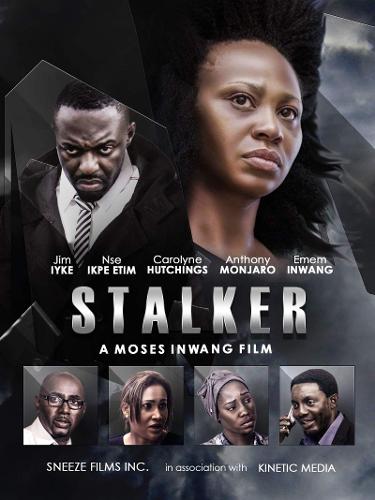 Jim Nse Carolyne Anthony Emem
IYKE IKPE ETIM HUTCHINGS MONJARO INWANG
STALKER
A MOSES INWANG FILM
SNEEZE FILMS INC. in association with KINETIC MEDIA